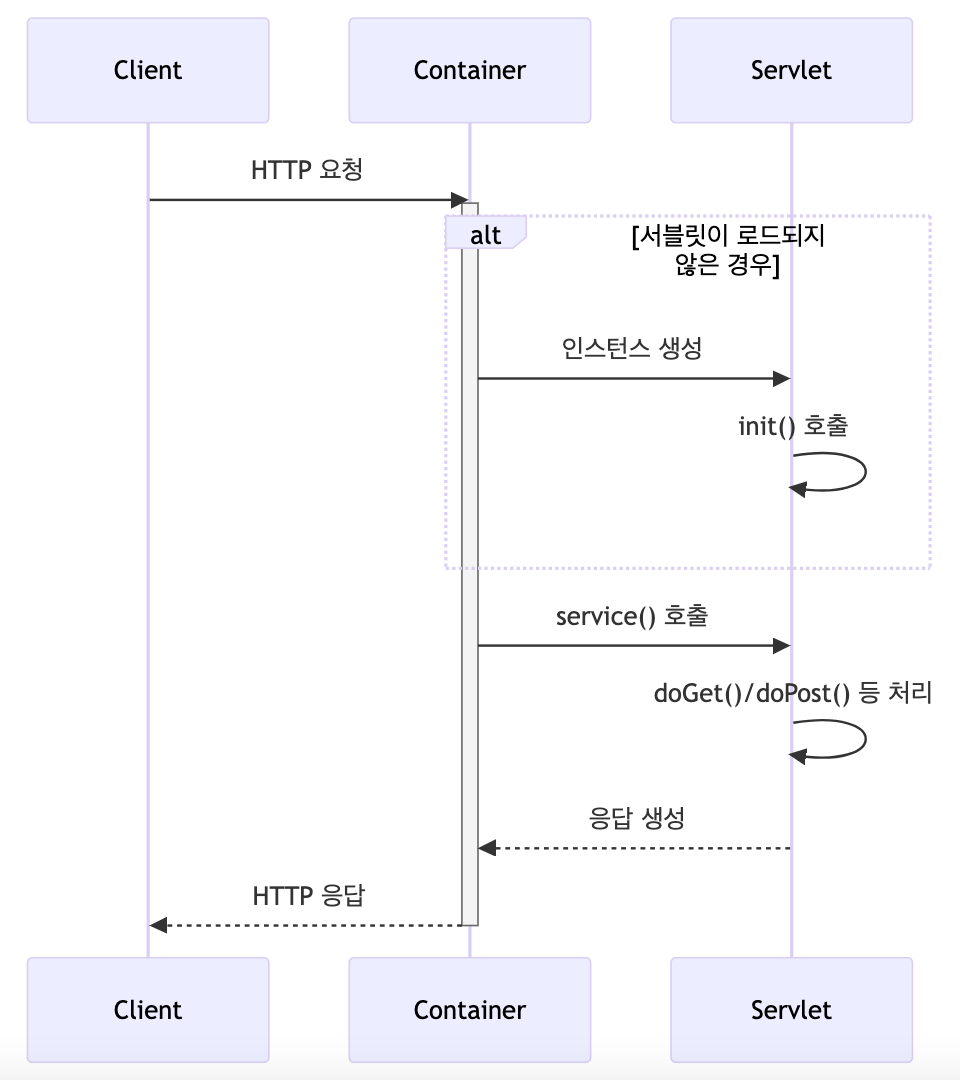 Client
Container
Servlet
HTTP 요청
alt
[서블릿이 로드되지
않은 경우]
인스턴스 생성
init() 호출
service() 호출
doGet()/doPost() 등 처리
응답 생성
HTTP 응답
Client
Container
Servlet